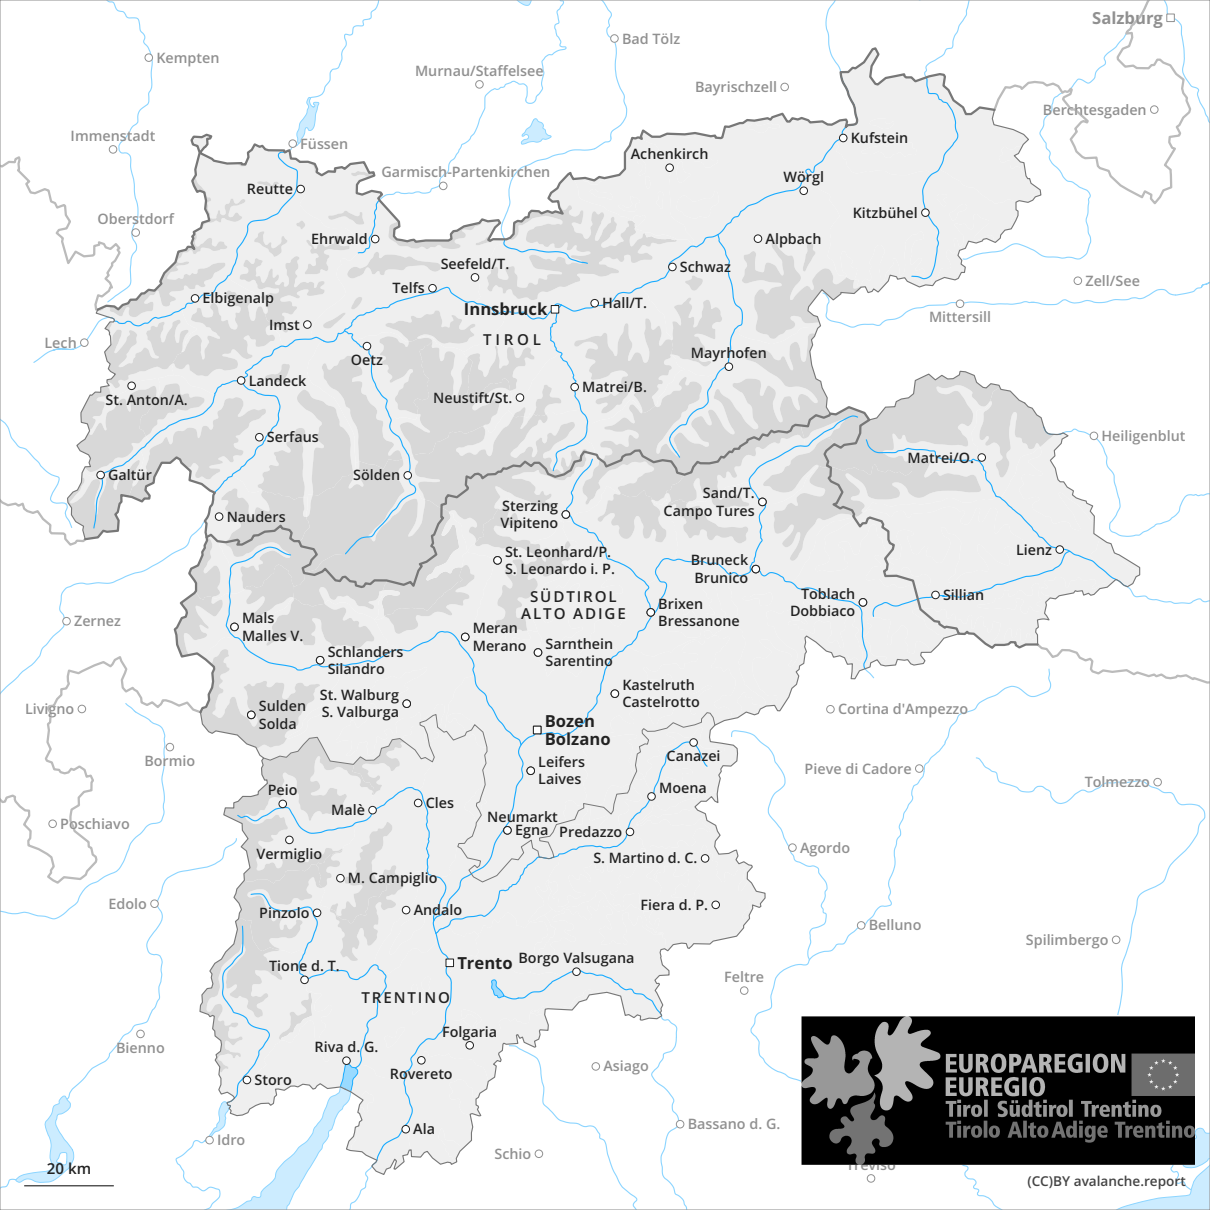 Salzburg
Bad Tölz
Kempten
Murnau/Staffelsee
Bayrischzell
Berchtesgaden
Immenstadt
Füssen
Kufstein
Achenkirch
Garmisch-Partenkirchen
Wörgl
Reutte
Oberstdorf
Kitzbühel
Ehrwald
Alpbach
Seefeld/T.
Schwaz
Zell/See
Telfs
Elbigenalp
Hall/T.
Innsbruck
Mittersill
Imst
TIROL
Lech
Oetz
Mayrhofen
Landeck
Matrei/B.
St. Anton/A.
Neustift/St.
Serfaus
Heiligenblut
Matrei/O.
Galtür
Sölden
Sand/T.
Campo Tures
Sterzing
Vipiteno
Nauders
Lienz
St. Leonhard/P.
S. Leonardo i. P.
Bruneck
Brunico
SÜDTIROL
ALTO ADIGE
Toblach
Dobbiaco
Sillian
Brixen
Bressanone
Zernez
Mals
Malles V.
Meran
Merano
Sarnthein
Sarentino
Schlanders
Silandro
Kastelruth
Castelrotto
St. Walburg
S. Valburga
Sulden
Solda
Livigno
Cortina d'Ampezzo
Bozen
Bolzano
Bormio
Canazei
Leifers
Laives
Pieve di Cadore
Tolmezzo
Peio
Moena
Malè
Cles
Neumarkt
Egna
Predazzo
Poschiavo
Vermiglio
S. Martino d. C.
Agordo
M. Campiglio
Edolo
Pinzolo
Andalo
Fiera d. P.
Belluno
Spilimbergo
Trento
Borgo Valsugana
Tione d. T.
Feltre
TRENTINO
Folgaria
Bienno
Riva d. G.
Rovereto
Asiago
Storo
EUROPAREGION
EUREGIO
Tirol Südtirol Trentino
Tirolo Alto Adige Trentino
Idro
Ala
Bassano d. G.
Schio
Treviso
20 km
(CC)BY avalanche.report